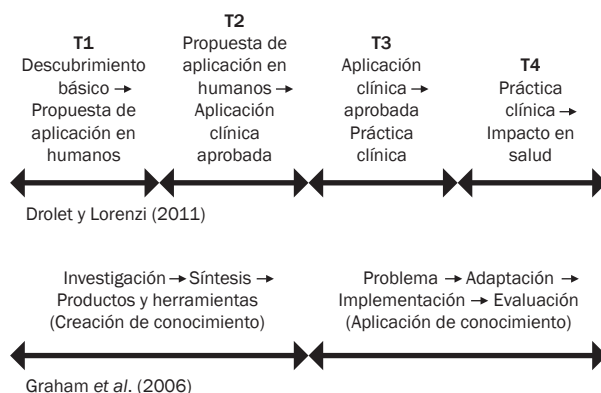 T1
Descubrimiento
básico →
Propuesta de
aplicación en
humanos
T2
Propuesta de
aplicación en
humanos →
Aplicación
clínica
aprobada
T3
Aplicación
clínica →
aprobada
Práctica
clínica
T4
Práctica
clínica →
Impacto en
salud
Drolet y Lorenzi (2011)
Investigación → Síntesis →
Productos y herramientas
(Creación de conocimiento)
Problema → Adaptación →
Implementación → Evaluación
(Aplicación de conocimiento)
Graham et al. (2006)